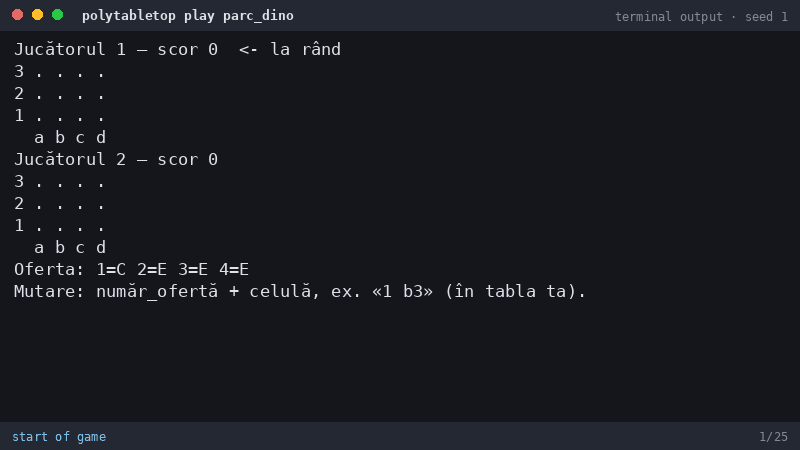 polytabletop play parc_dino
terminal output · seed 1
Jucătorul 1 — scor 0  <- la rând
3 . . . .
2 . . . .
1 . . . .
  a b c d
Jucătorul 2 — scor 0
3 . . . .
2 . . . .
1 . . . .
  a b c d
Oferta: 1=C 2=E 3=E 4=E
Mutare: număr_ofertă + celulă, ex. «1 b3» (în tabla ta).
start of game
1/25